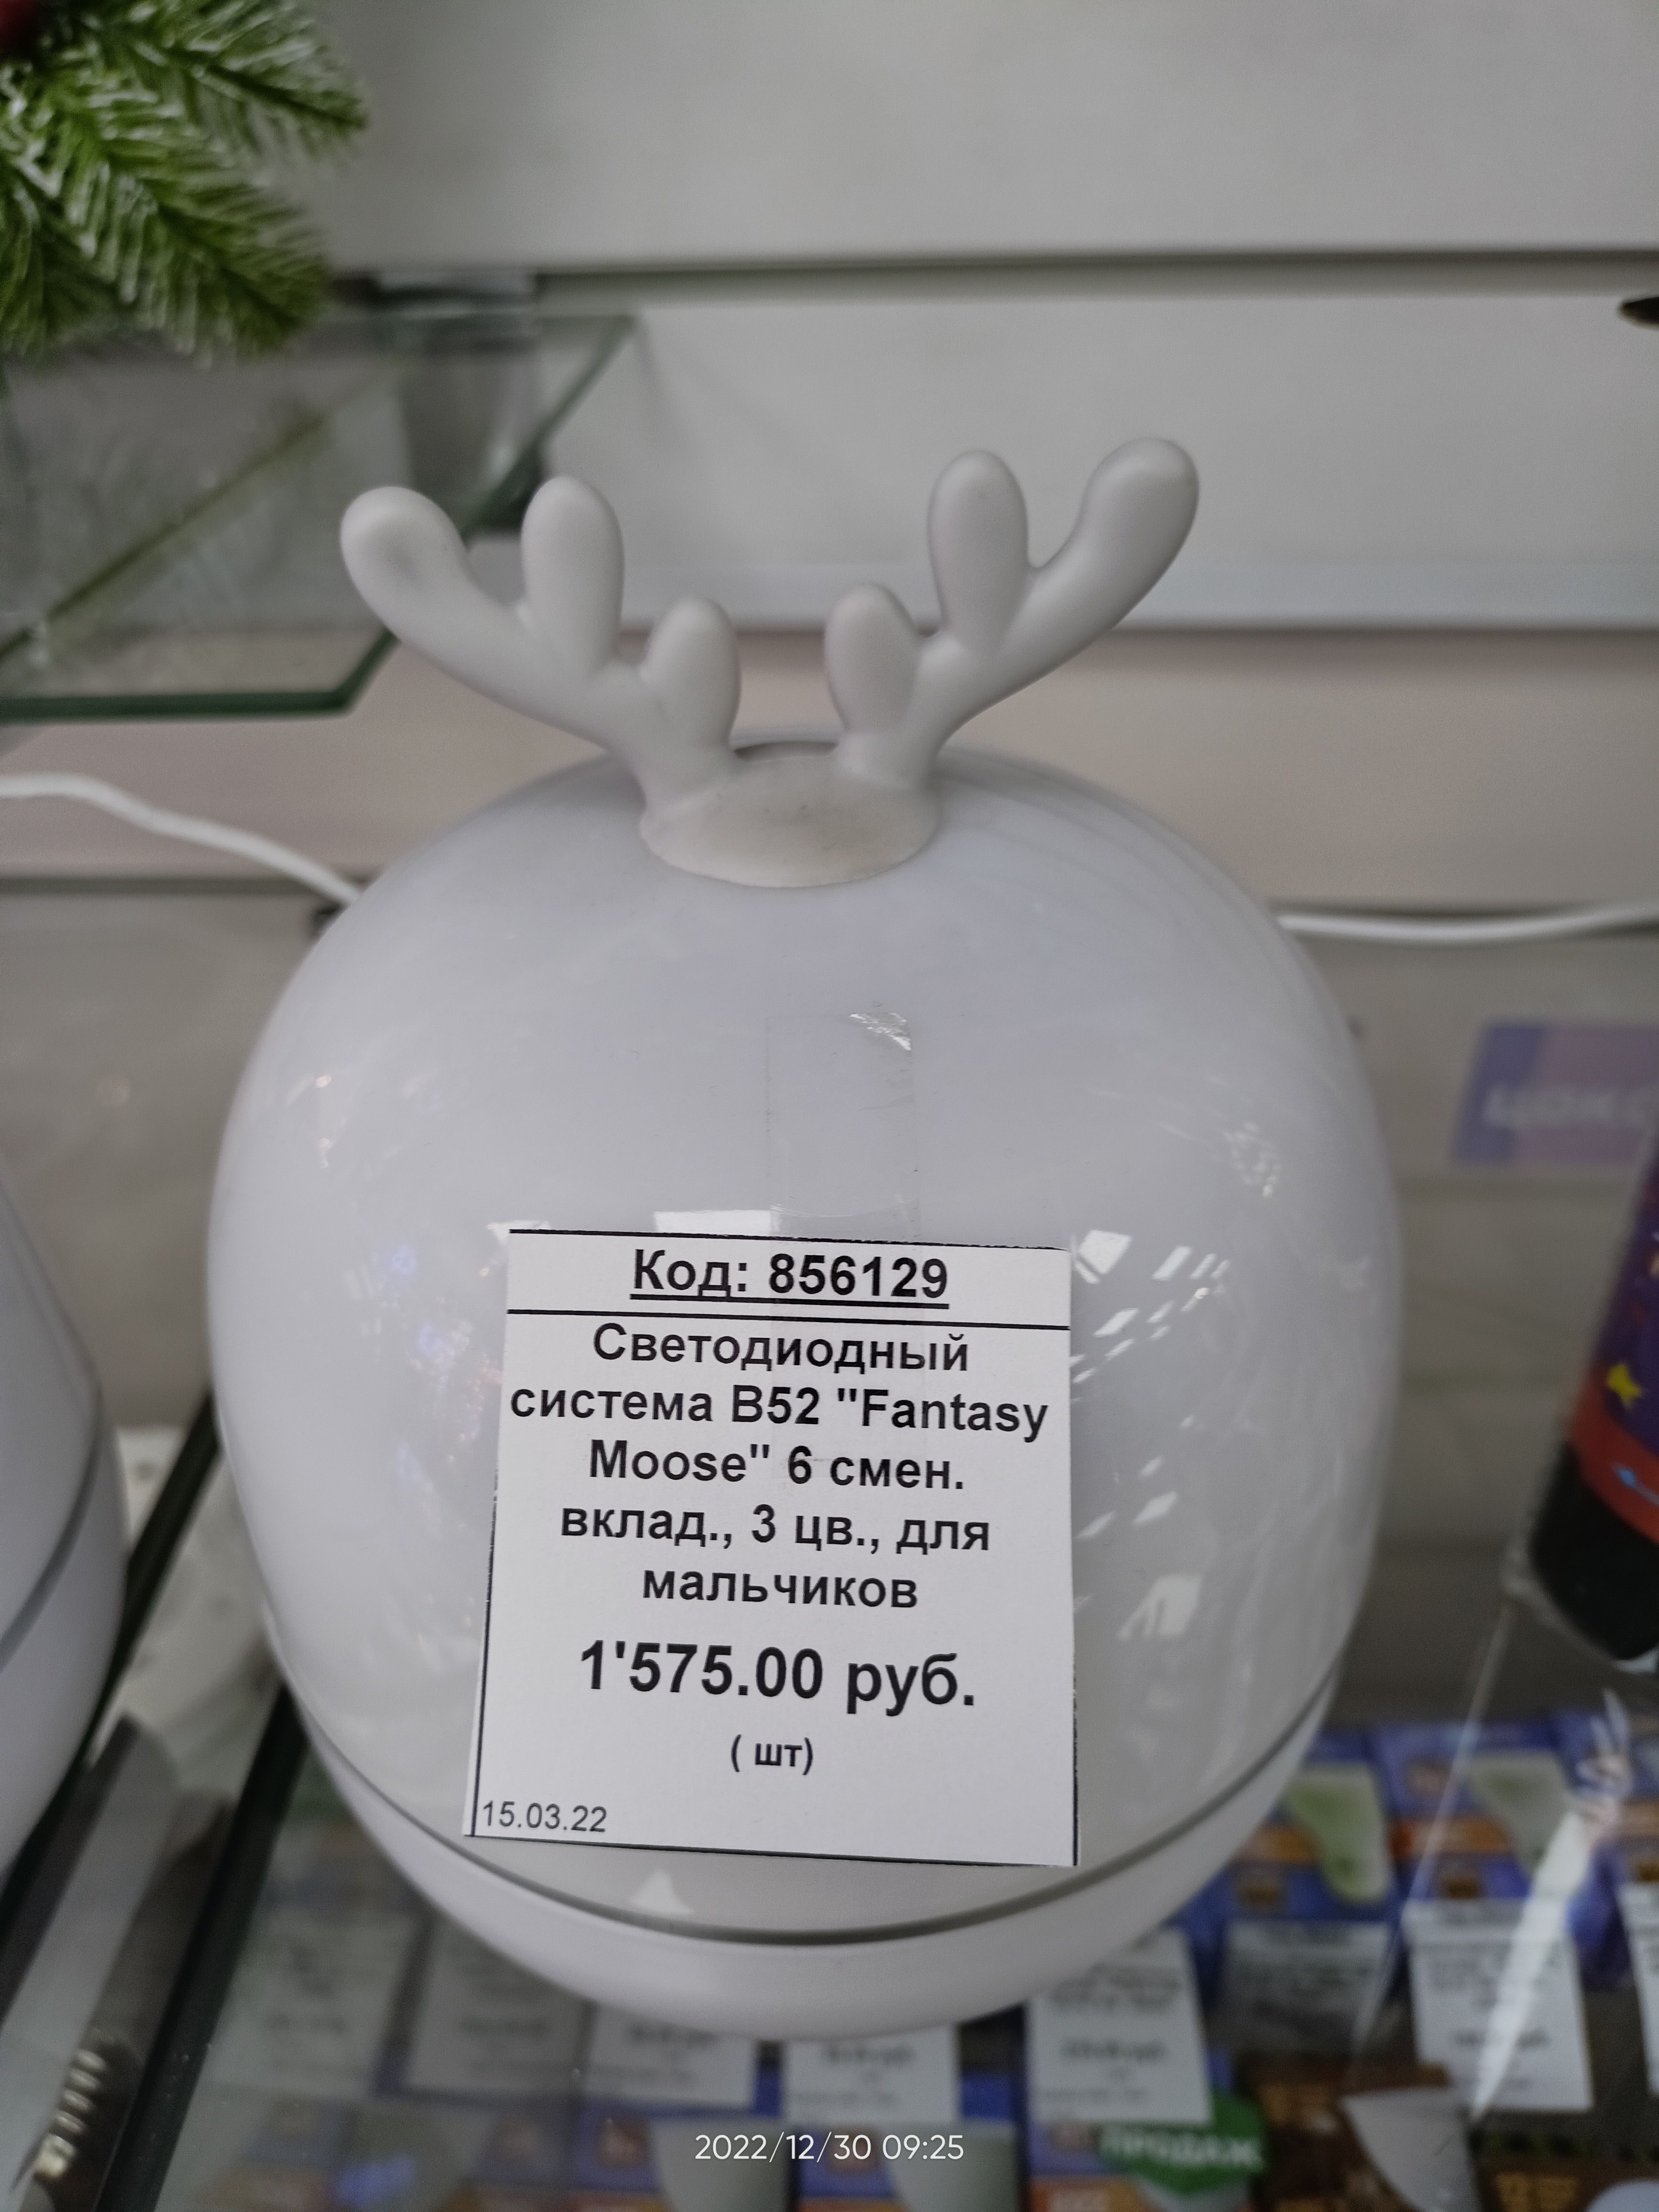 Код: 856129
Светодиодный
система B52 "Fantasy
Moose" 6 смен.
вклад., 3 цв., для
мальчиков
1'575.00 руб.
( шт)
15.03.22
2022/12/30 09:25